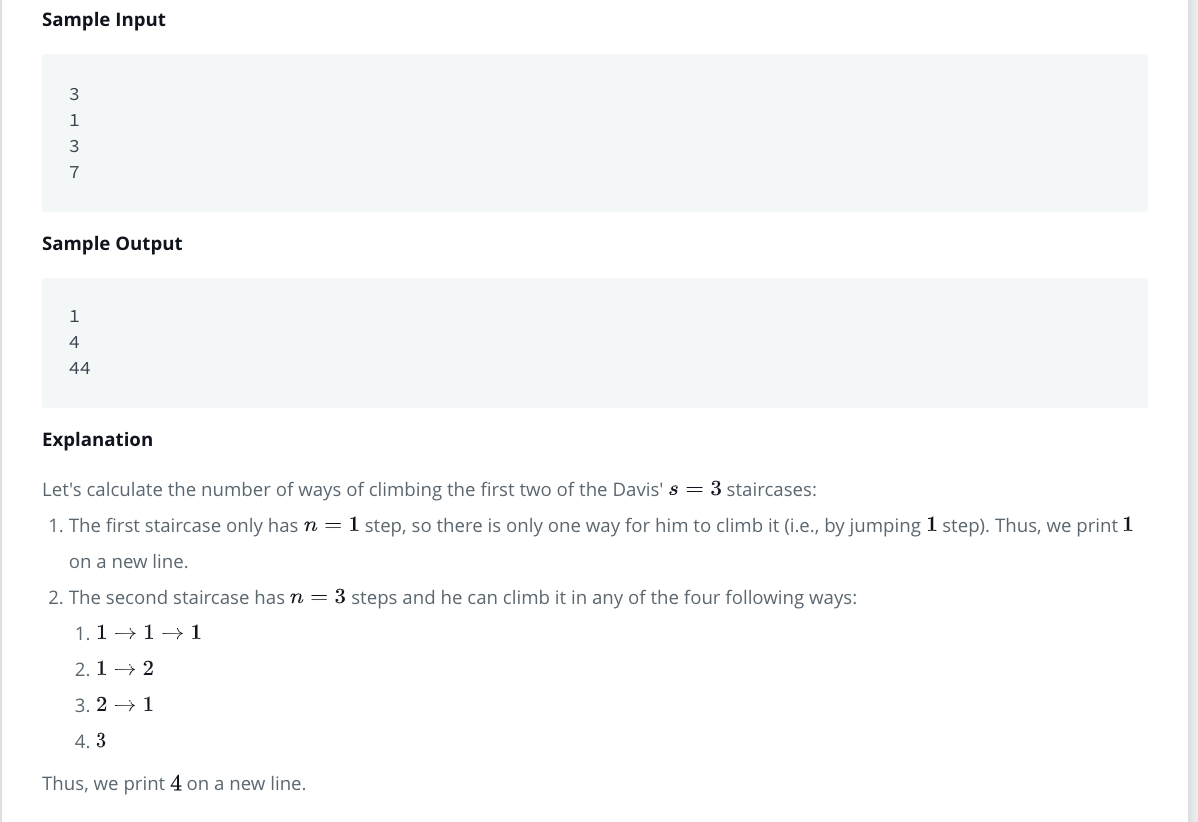 Sample Input
3
1
3
7
Sample Output
1
4
44
Explanation
Let's calculate the number of ways of climbing the first two of the Davis' s = 3 staircases:
1. The first staircase only has n = 1 step, so there is only one way for him to climb it (i.e., by jumping 1 step). Thus, we print 1
on a new line.
2. The second staircase has n = 3 steps and he can climb it in any of the four following ways:
1. 1 → 1 → 1
2. 1 → 2
3. 2 → 1
4. 3
Thus, we print 4 on a new line.